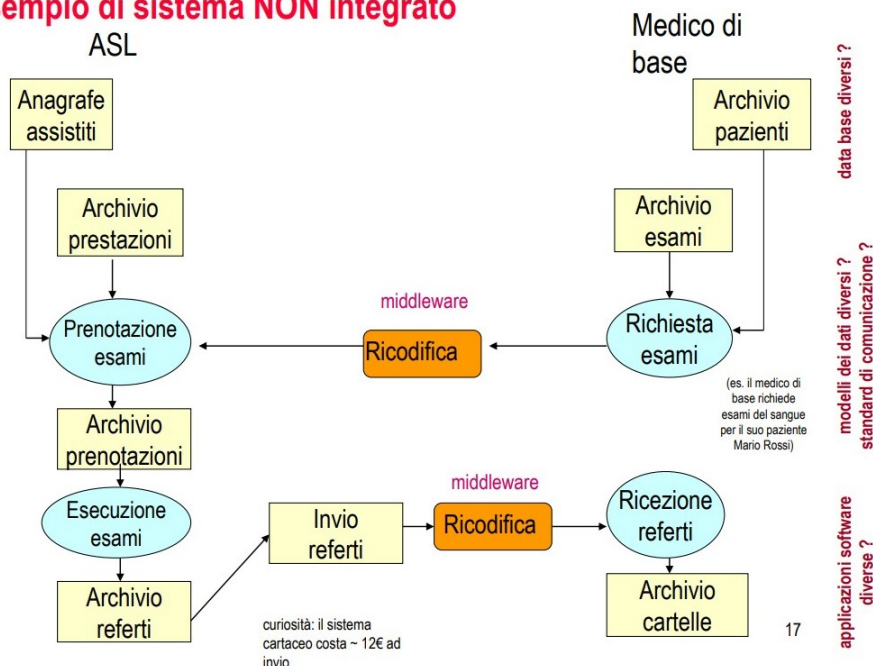 empio di sistema NON integrato
ASL
Medico di
base
Anagrafe
assistiti
Archivio
pazienti
data base diversi ?
Archivio
prestazioni
Archivio
esami
middleware
Prenotazione
esami
Ricodifica
Richiesta
esami
modelli dei dati diversi ?
standard di comunicazione ?
(es. il medico di
base richiede
esami del sangue
per il suo paziente
Mario Rossi)
Archivio
prenotazioni
middleware
Esecuzione
esami
Invio
referti
Ricodifica
Ricezione
referti
applicazioni software
diverse ?
Archivio
referti
Archivio
cartelle
curiosità: il sistema
cartaceo costa ~ 12€ ad
invio
17